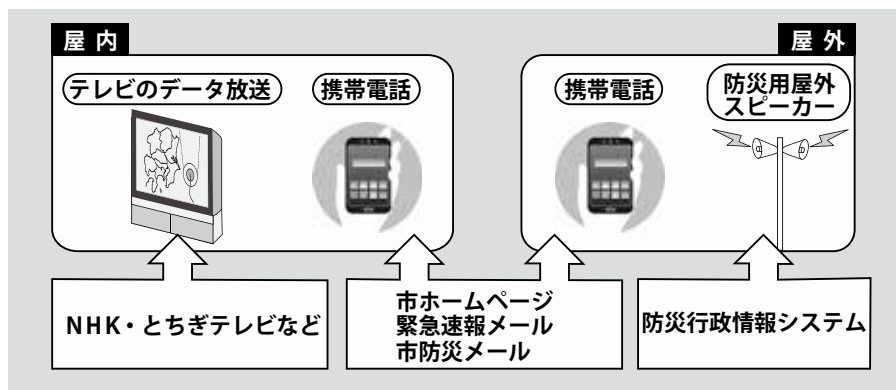 屋内
屋外
テレビのデータ放送
携帯電話
携帯電話
防災用屋外
スピーカー
NHK・とちぎテレビなど
市ホームページ
緊急速報メール
市防災メール
防災行政情報システム